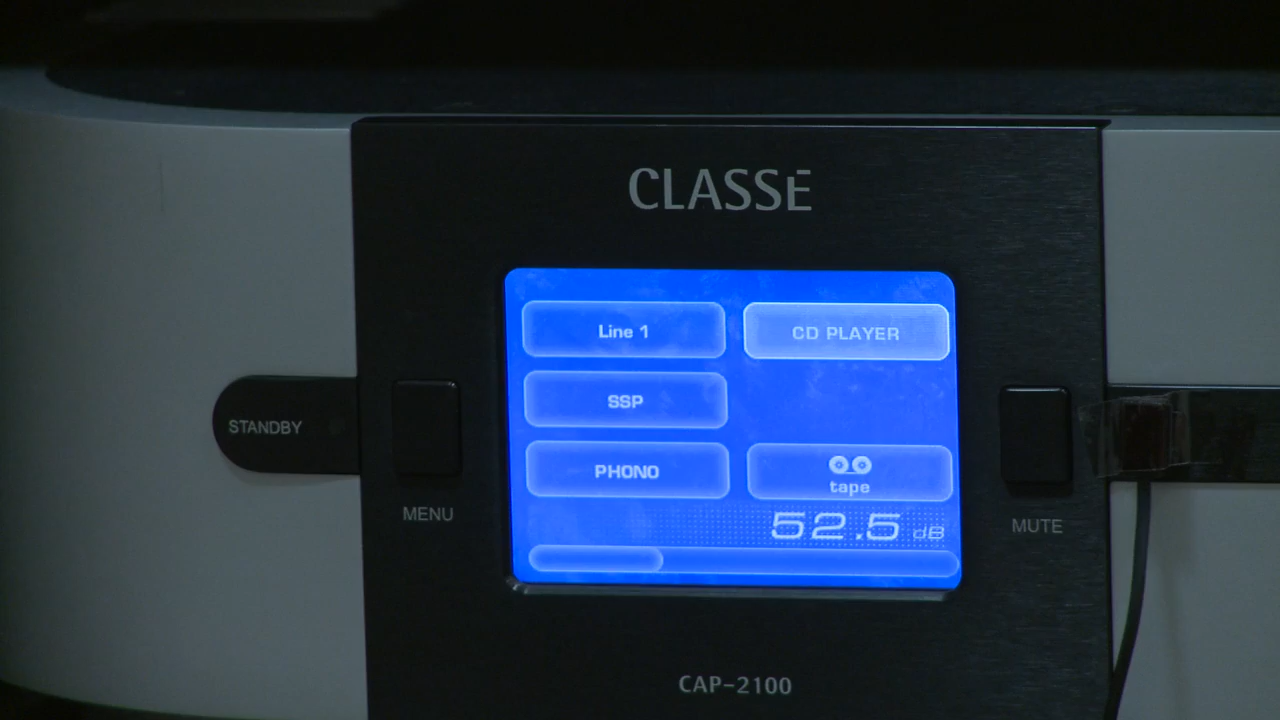 CLASSE
Line 1
CD PLAYER
SSP
PHONO
tape
52.5 dB
STANDBY
MENU
MUTE
CAP-2100